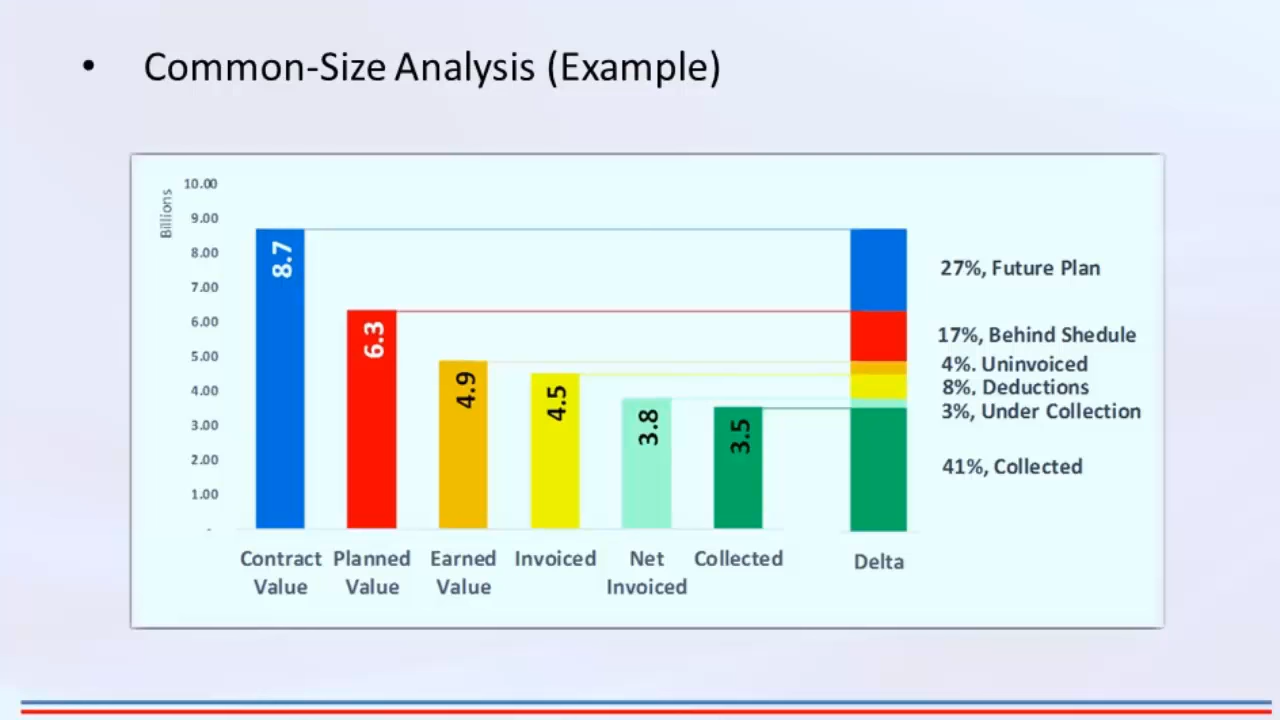 • Common-Size Analysis (Example)
Billions
10.00
9.00
8.00
7.00
6.00
5.00
4.00
3.00
2.00
1.00
-
8.7
6.3
4.9
4.5
3.8
3.5
27%, Future Plan
17%, Behind Shedule
4%. Uninvoiced
8%. Deductions
3%, Under Collection
41%, Collected
Contract Value
Planned Value
Earned Value
Invoiced
Net Invoiced
Collected
Delta